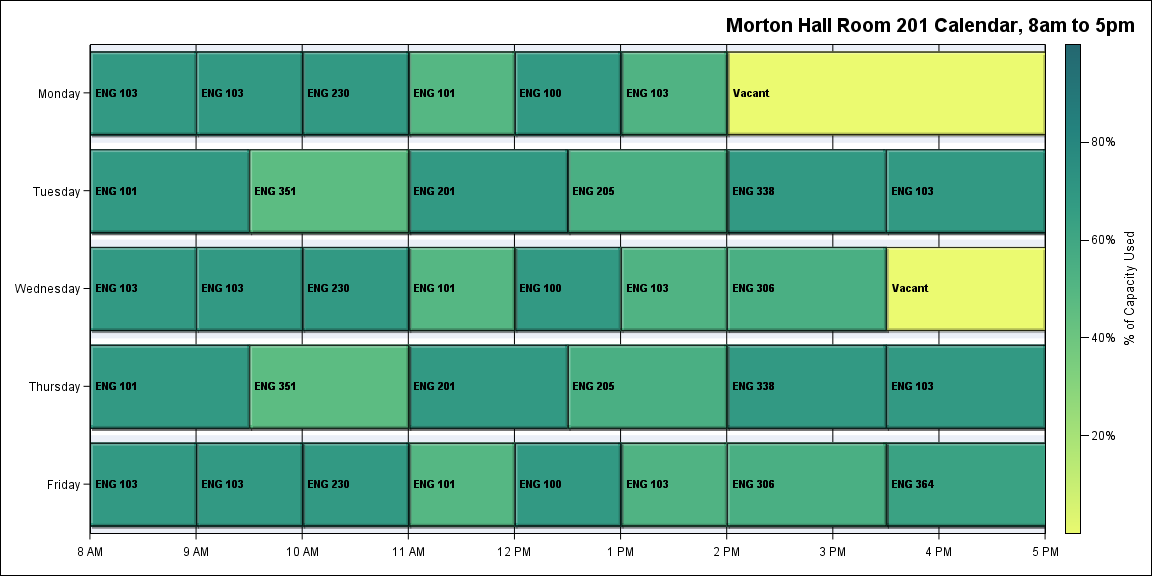 Morton Hall Room 201 Calendar, 8am to 5pm
Monday
ENG 103
ENG 103
ENG 230
ENG 101
ENG 100
ENG 103
Vacant
Tuesday
ENG 101
ENG 351
ENG 201
ENG 205
ENG 338
ENG 103
Wednesday
ENG 103
ENG 103
ENG 230
ENG 101
ENG 100
ENG 103
ENG 306
Vacant
Thursday
ENG 101
ENG 351
ENG 201
ENG 205
ENG 338
ENG 103
Friday
ENG 103
ENG 103
ENG 230
ENG 101
ENG 100
ENG 103
ENG 306
ENG 364
8 AM
9 AM
10 AM
11 AM
12 PM
1 PM
2 PM
3 PM
4 PM
5 PM
80%
60%
40%
20%
% of Capacity Used